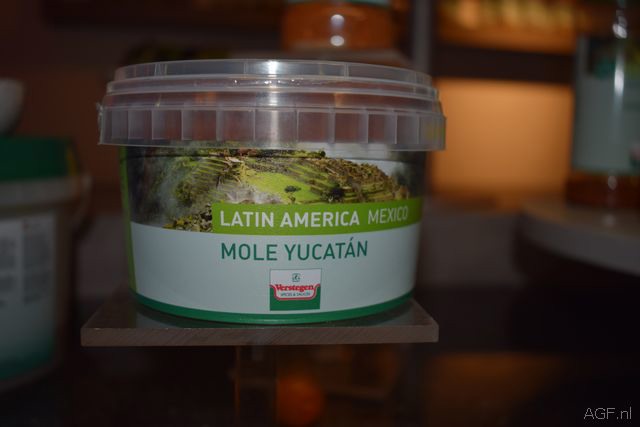 LATIN AMERICA MEXICO
MOLE YUCATÁN
Verstegen
SPICES & SAUCES
AGF.nl